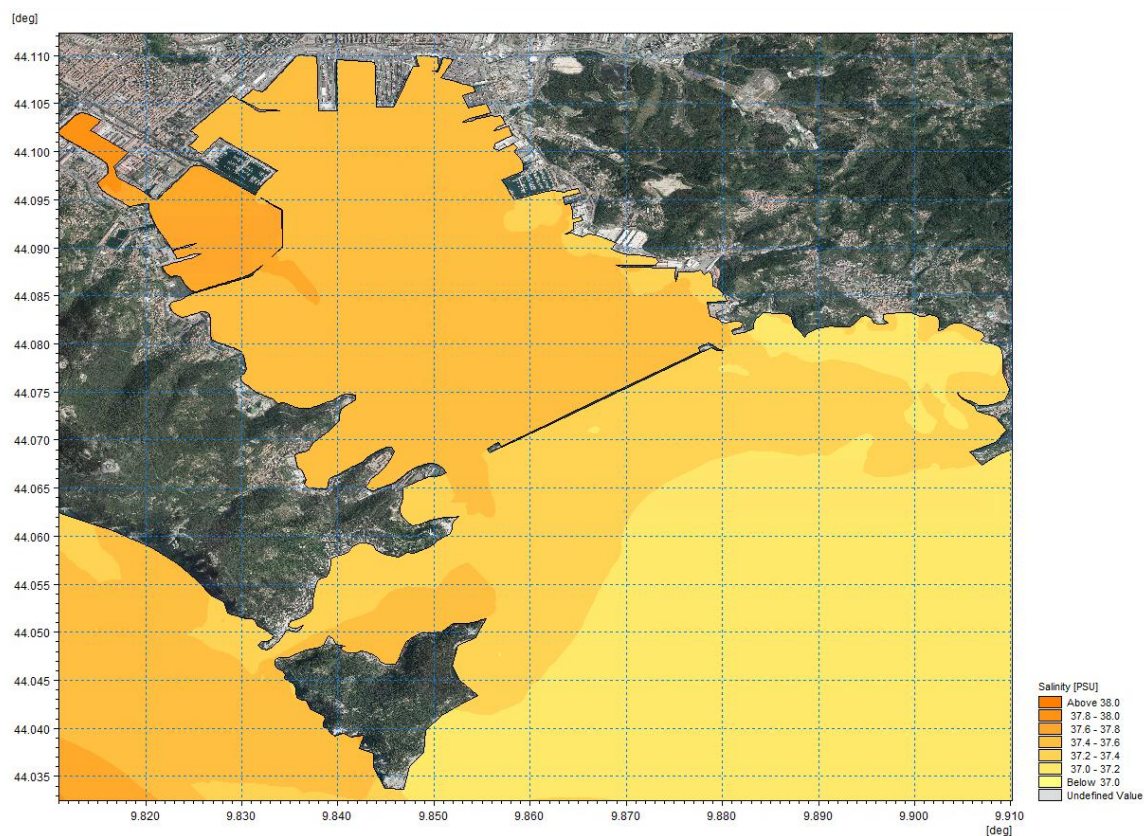 [deg]
44.110
44.105
44.100
44.095
44.090
44.085
44.080
44.075
44.070
44.065
44.060
44.055
44.050
44.045
44.040
44.035
9.820 9.830 9.840 9.850 9.860 9.870 9.880 9.890 9.900 9.910
[deg]
Salinity [PSU]
Above 38.0
37.8 - 38.0
37.6 - 37.8
37.4 - 37.6
37.2 - 37.4
37.0 - 37.2
Below 37.0
Undefined Value